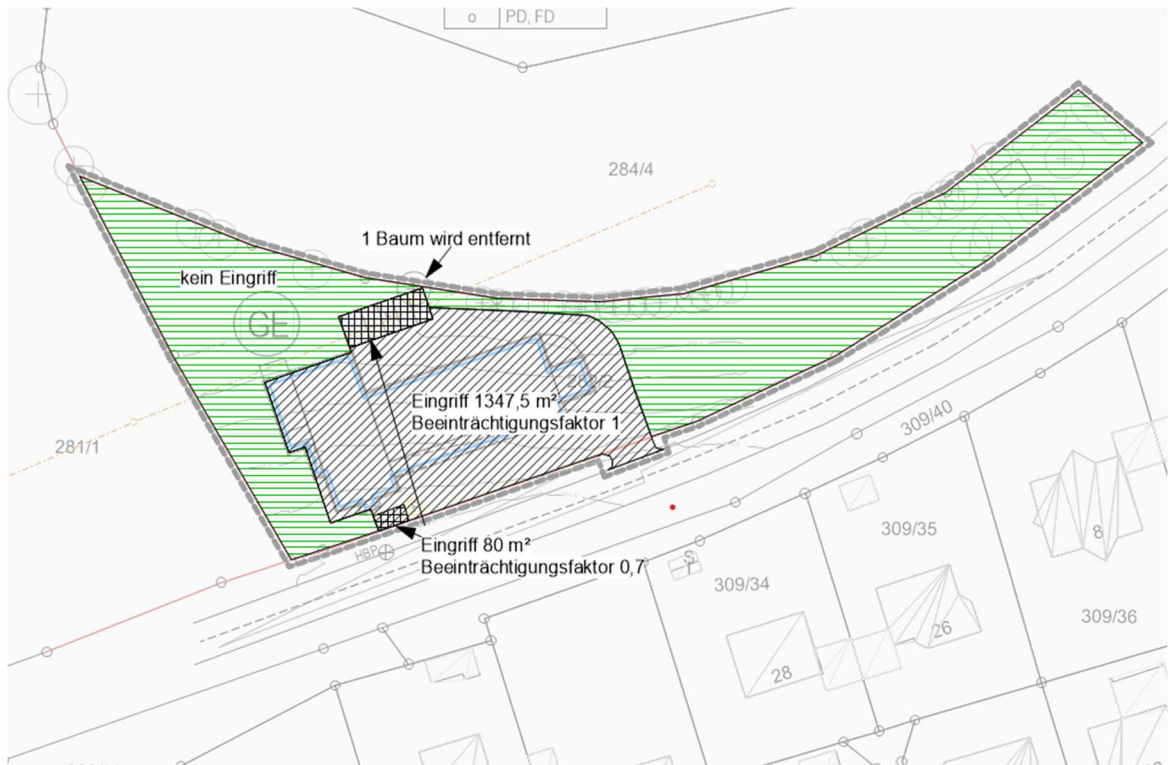 o PD, FD
284/4
1 Baum wird entfernt
kein Eingriff
GE
Eingriff 1347,5 m²
Beeinträchtigungsfaktor 1
281/1
309/40
309/35
8
Eingriff 80 m²
Beeinträchtigungsfaktor 0,7
HBP
309/34
26
309/36
28